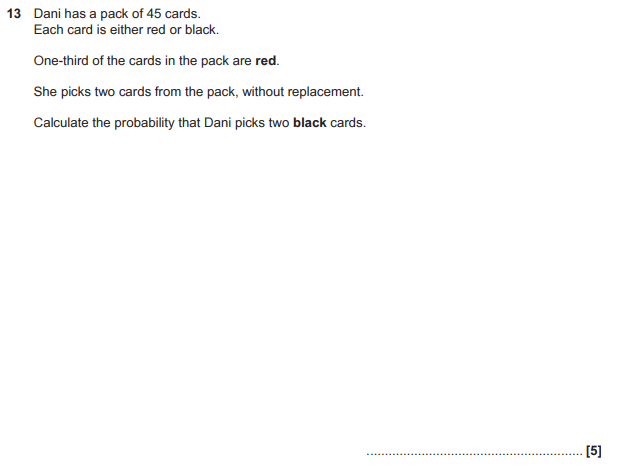 13 Dani has a pack of 45 cards.
Each card is either red or black.
One-third of the cards in the pack are red.
She picks two cards from the pack, without replacement.
Calculate the probability that Dani picks two black cards.
............................................................ [5]